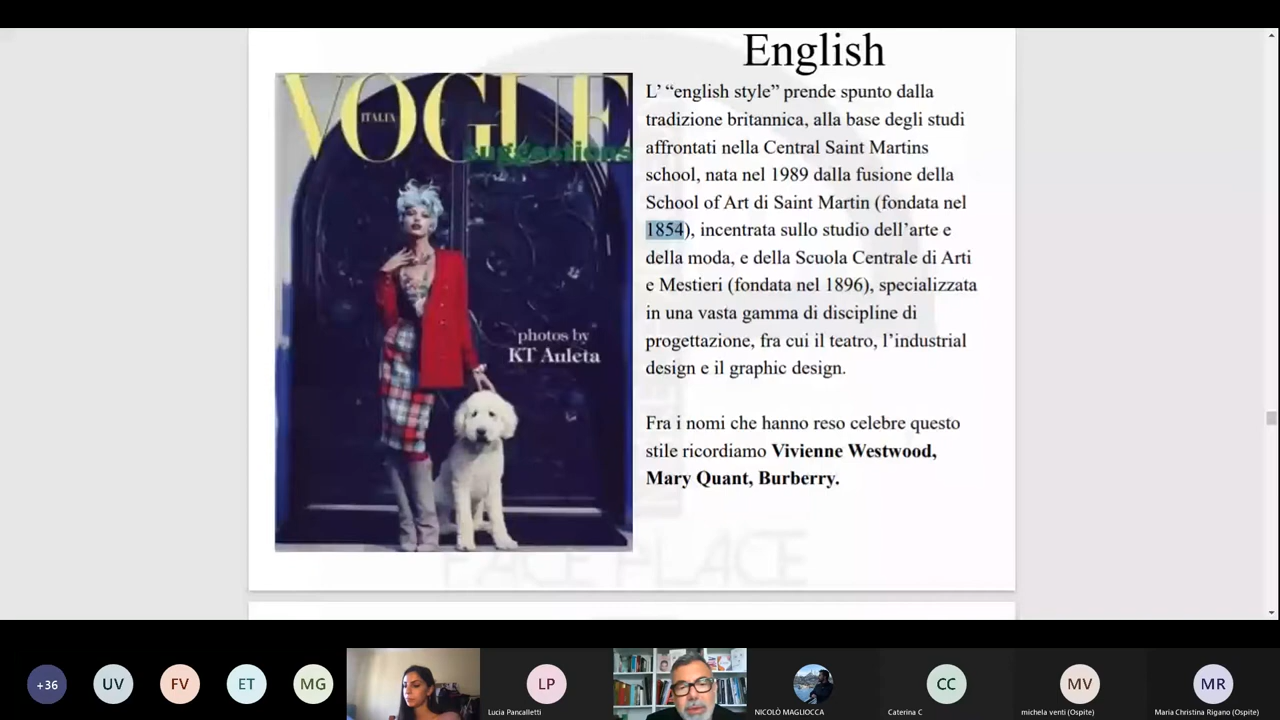 English
VOGUE
ITALIA
suggestions
photos by
KT Auleta
L’ “english style” prende spunto dalla
tradizione britannica, alla base degli studi
affrontati nella Central Saint Martins
school, nata nel 1989 dalla fusione della
School of Art di Saint Martin (fondata nel
1854), incentrata sullo studio dell’arte e
della moda, e della Scuola Centrale di Arti
e Mestieri (fondata nel 1896), specializzata
in una vasta gamma di discipline di
progettazione, fra cui il teatro, l’industrial
design e il graphic design.
Fra i nomi che hanno reso celebre questo
stile ricordiamo Vivienne Westwood,
Mary Quant, Burberry.
FACE PLACE
+36
UV
FV
ET
MG
LP
Lucia Pancalletti
NICOLÒ MAGLIOCCA
CC
Caterina C
MV
michela venti (Ospite)
MR
Maria Christina Rigano (Ospite)